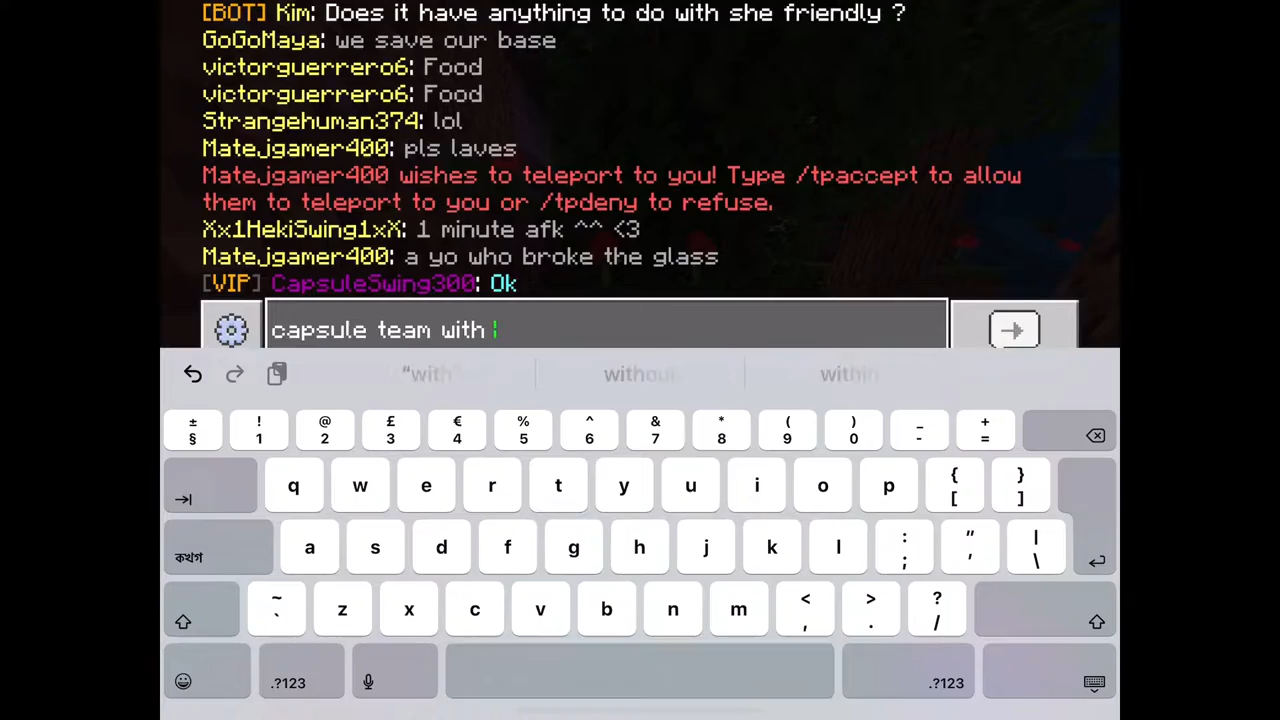 [BOT] Kim: Does it have anything to do with she friendly ?
GoGoMaya: we save our base
victorguerrero6: Food
victorguerrero6: Food
Strangehuman374: lol
Matejgamer400: pls laves
Matejgamer400 wishes to teleport to you! Type /tpaccept to allow
them to teleport to you or /tpdeny to refuse.
Xx1HekiSwing1xX: 1 minute afk ^^ <3
Matejgamer400: a yo who broke the glass
[VIP] CapsuleSwing300: Ok
capsule team with
“with without within
± ! @ £ € % ^ & * ( ) _ +
§ 1 2 3 4 5 6 7 8 9 0 - =
q w e r t y u i o p { }
[ ]
a s d f g h j k l : " |
কখগ ; ' \
~ z x c v b n m < > ?
` , . /
.?123 .?123